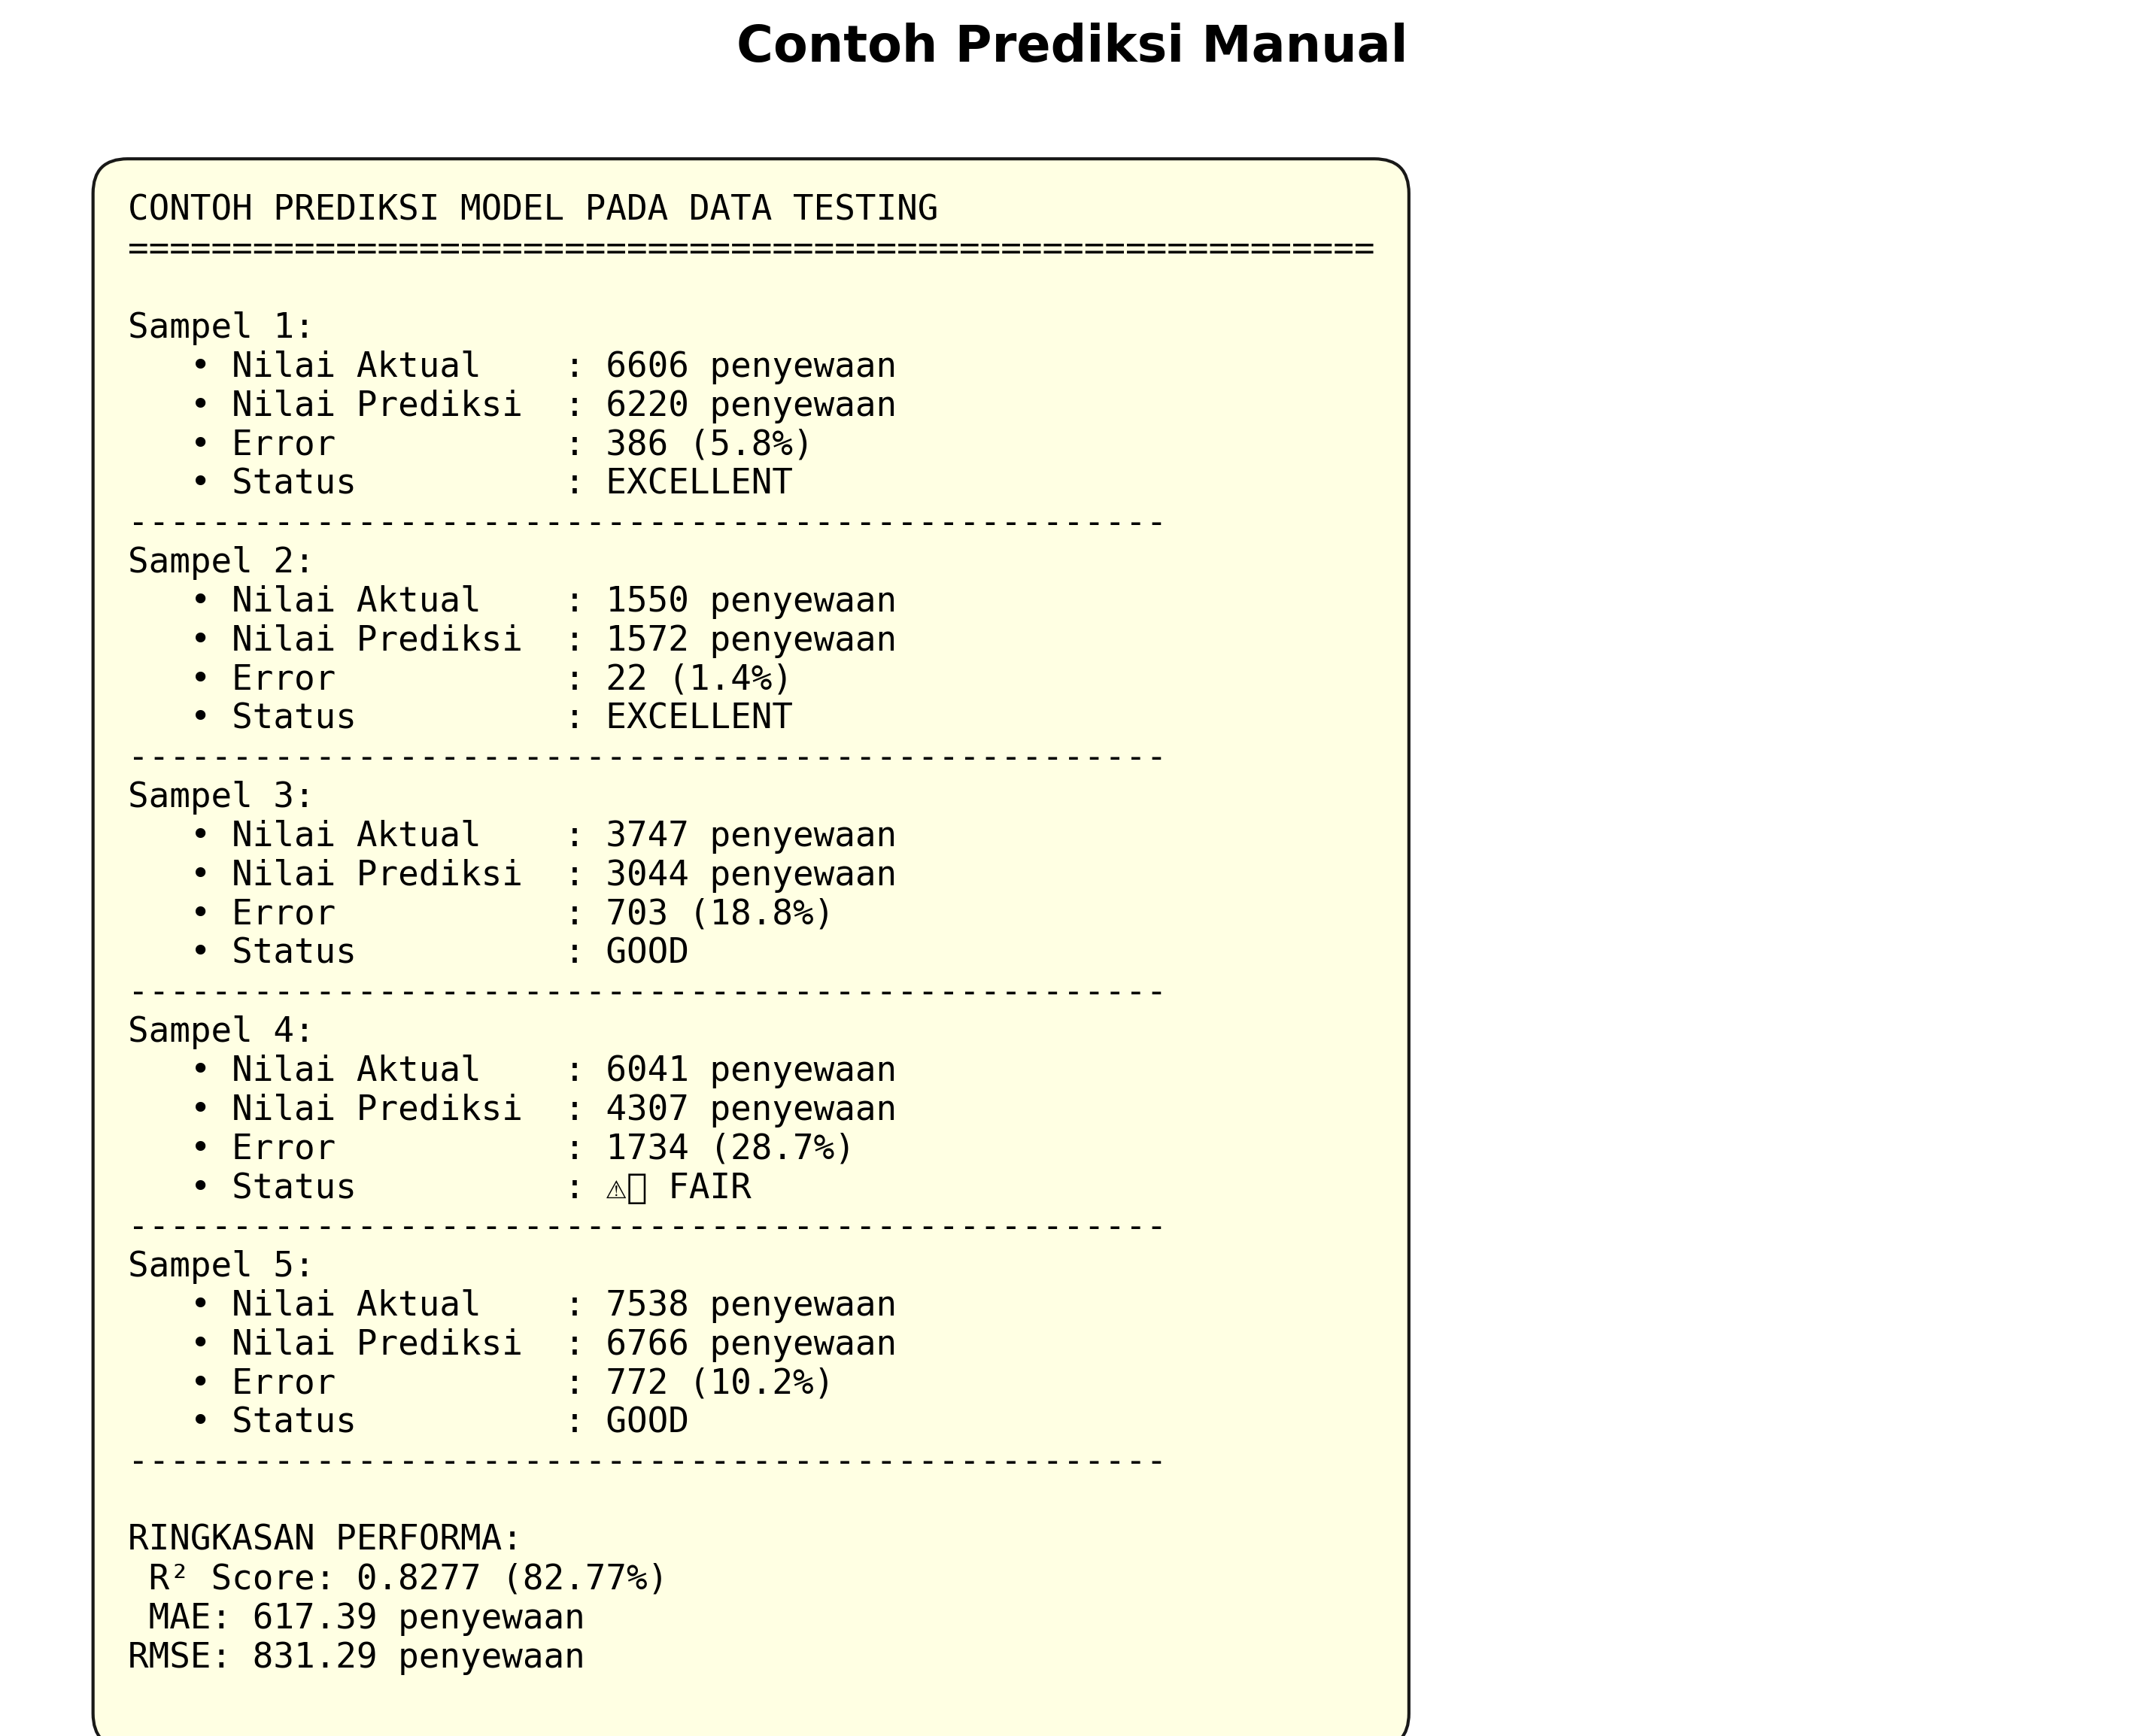 Contoh Prediksi Manual
CONTOH PREDIKSI MODEL PADA DATA TESTING
============================================================
Sampel 1:
• Nilai Aktual    : 6606 penyewaan
• Nilai Prediksi  : 6220 penyewaan
• Error           : 386 (5.8%)
• Status          : EXCELLENT
--------------------------------------------------
Sampel 2:
• Nilai Aktual    : 1550 penyewaan
• Nilai Prediksi  : 1572 penyewaan
• Error           : 22 (1.4%)
• Status          : EXCELLENT
--------------------------------------------------
Sampel 3:
• Nilai Aktual    : 3747 penyewaan
• Nilai Prediksi  : 3044 penyewaan
• Error           : 703 (18.8%)
• Status          : GOOD
--------------------------------------------------
Sampel 4:
• Nilai Aktual    : 6041 penyewaan
• Nilai Prediksi  : 4307 penyewaan
• Error           : 1734 (28.7%)
• Status          : ⚠▯ FAIR
--------------------------------------------------
Sampel 5:
• Nilai Aktual    : 7538 penyewaan
• Nilai Prediksi  : 6766 penyewaan
• Error           : 772 (10.2%)
• Status          : GOOD
--------------------------------------------------
RINGKASAN PERFORMA:
R² Score: 0.8277 (82.77%)
MAE: 617.39 penyewaan
RMSE: 831.29 penyewaan